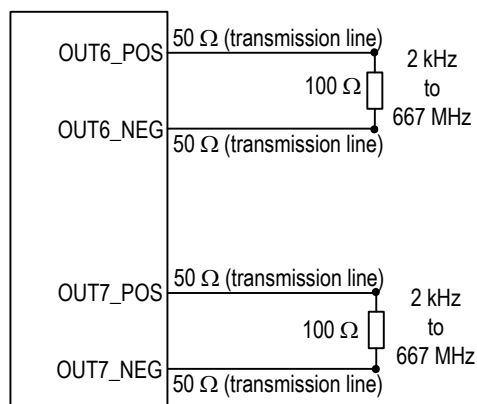 50 Ω (transmission line)
OUT6_POS
2 kHz
to
667 MHz
100 Ω
OUT6_NEG
50 Ω (transmission line)
50 Ω (transmission line)
OUT7_POS
2 kHz
to
667 MHz
100 Ω
OUT7_NEG
50 Ω (transmission line)